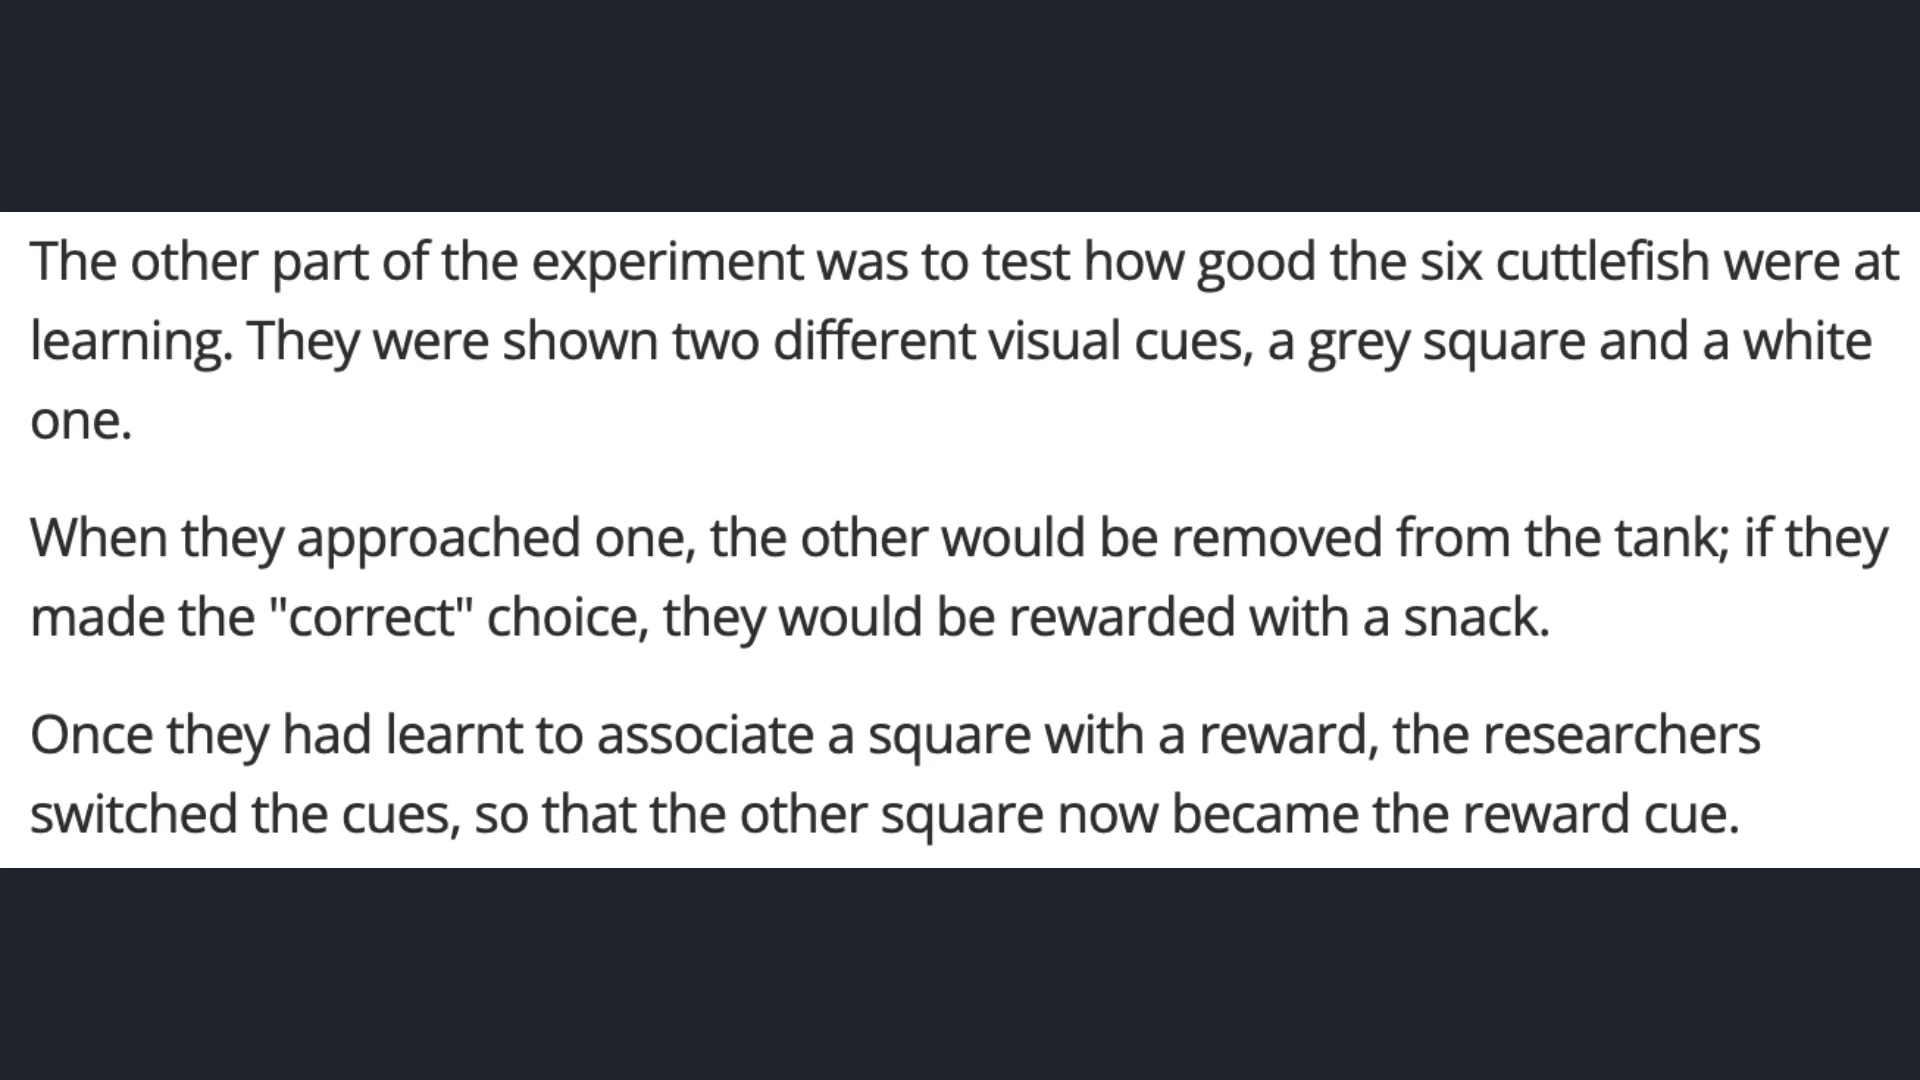 The other part of the experiment was to test how good the six cuttlefish were at
learning. They were shown two different visual cues, a grey square and a white
one.
When they approached one, the other would be removed from the tank; if they
made the "correct" choice, they would be rewarded with a snack.
Once they had learnt to associate a square with a reward, the researchers
switched the cues, so that the other square now became the reward cue.